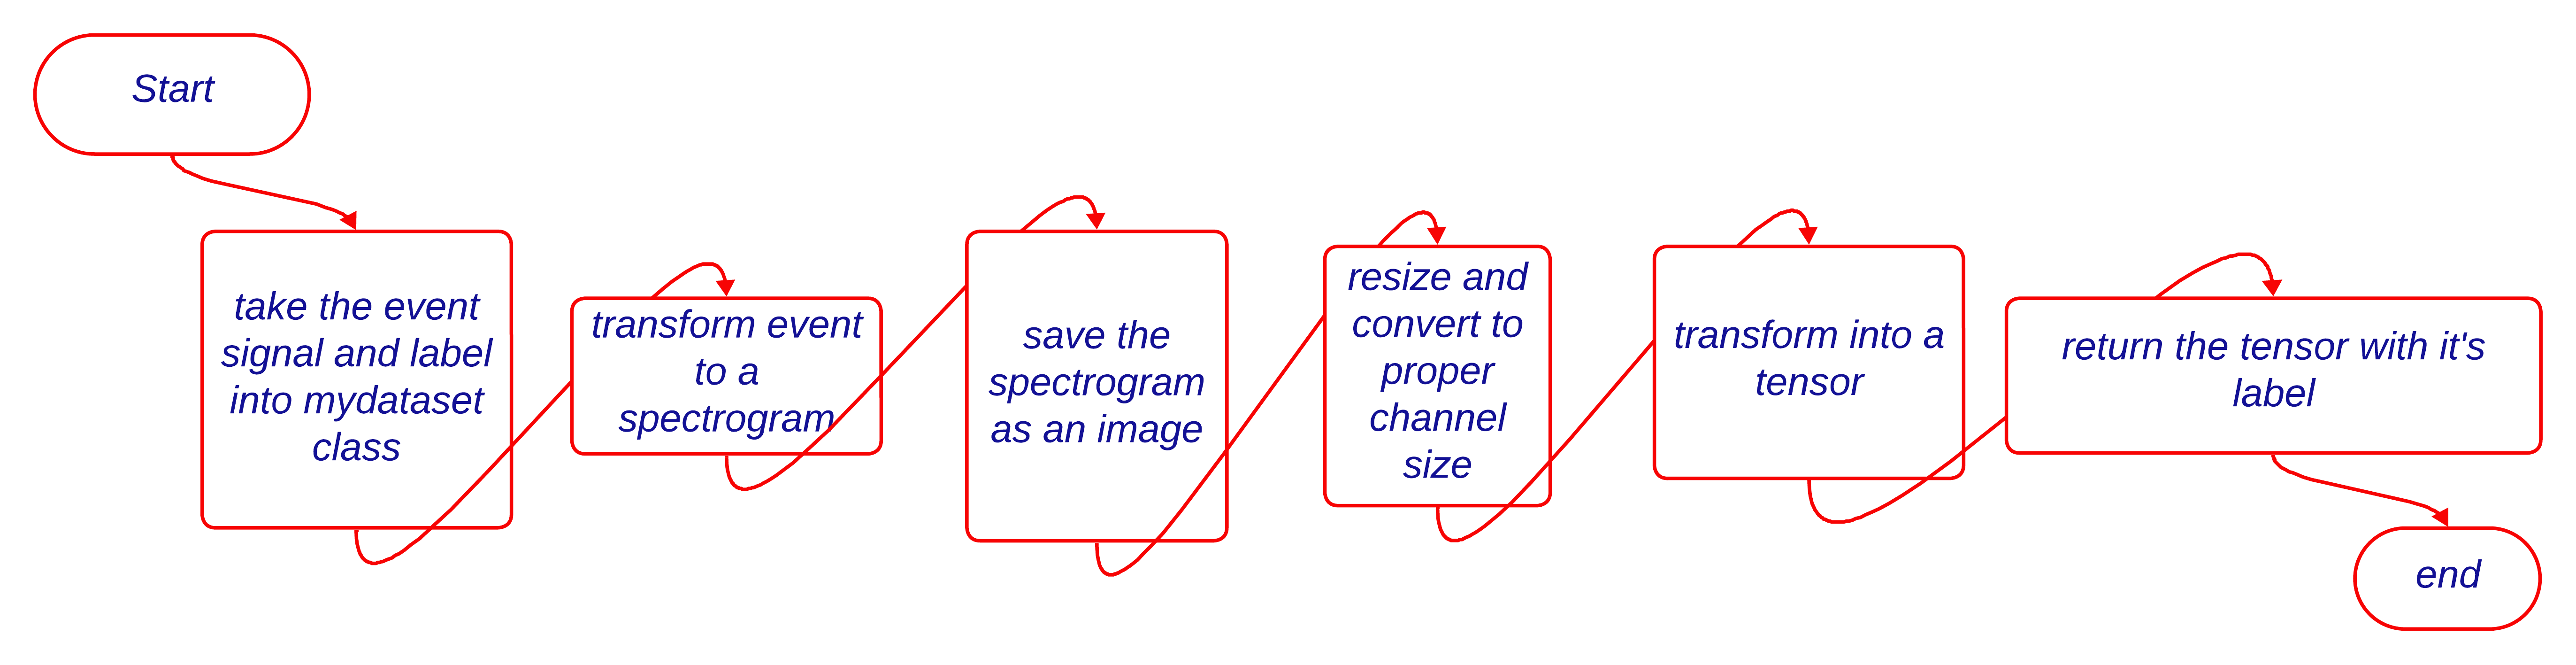 Start
take the event
signal and label
into mydataset
class
transform event
to a
spectrogram
save the
spectrogram
as an image
resize and
convert to
proper
channel
size
transform into a
tensor
return the tensor with it's
label
end